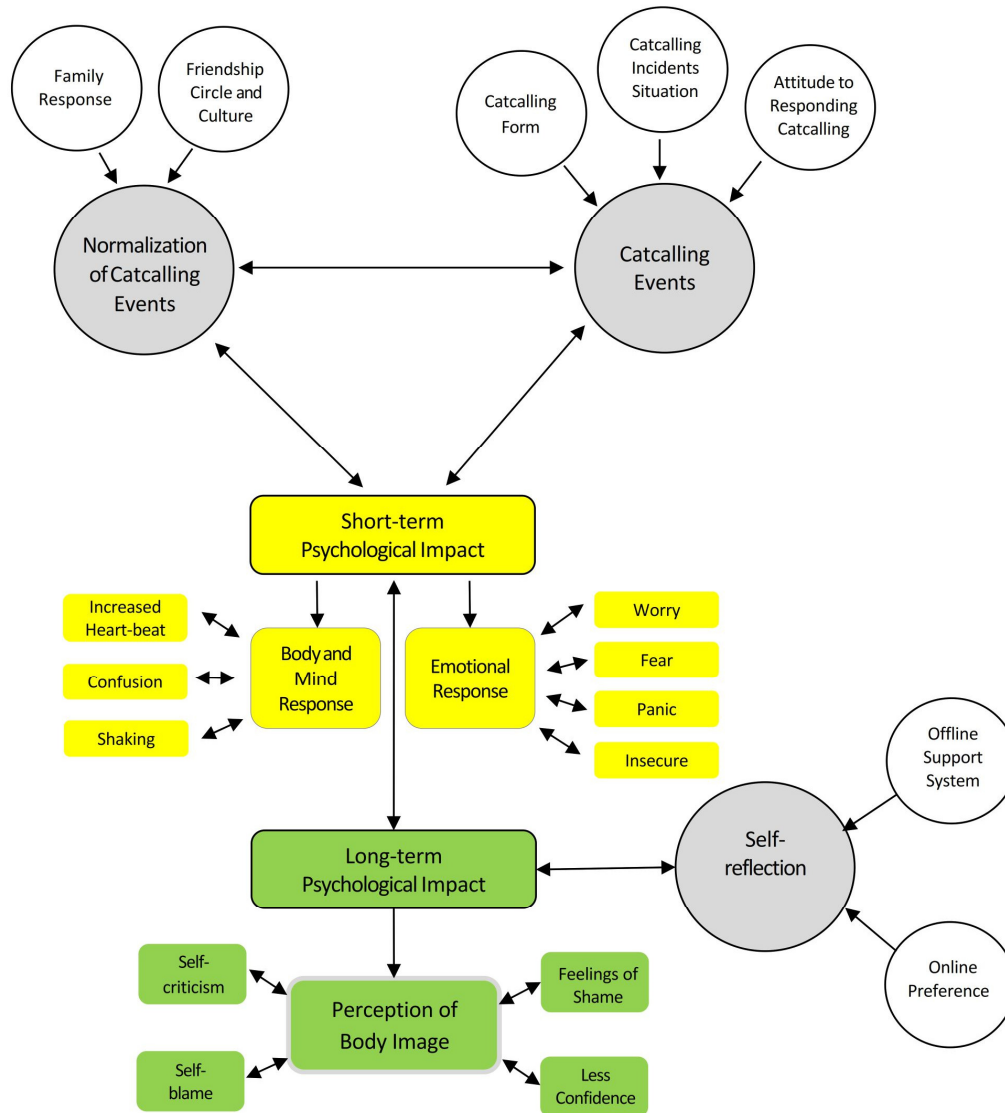 Family
Response
Friendship
Circle and
Culture
Catcalling
Form
Catcalling
Incidents
Situation
Attitude to
Responding
Catcalling
Normalization
of Catcalling
Events
Catcalling
Events
Short-term
Psychological Impact
Increased
Heart-beat
Confusion
Shaking
Body and
Mind
Response
Emotional
Response
Worry
Fear
Panic
Insecure
Offline
Support
System
Long-term
Psychological Impact
Self-
reflection
Online
Preference
Self-
criticism
Self-
blame
Perception of
Body Image
Feelings of
Shame
Less
Confidence